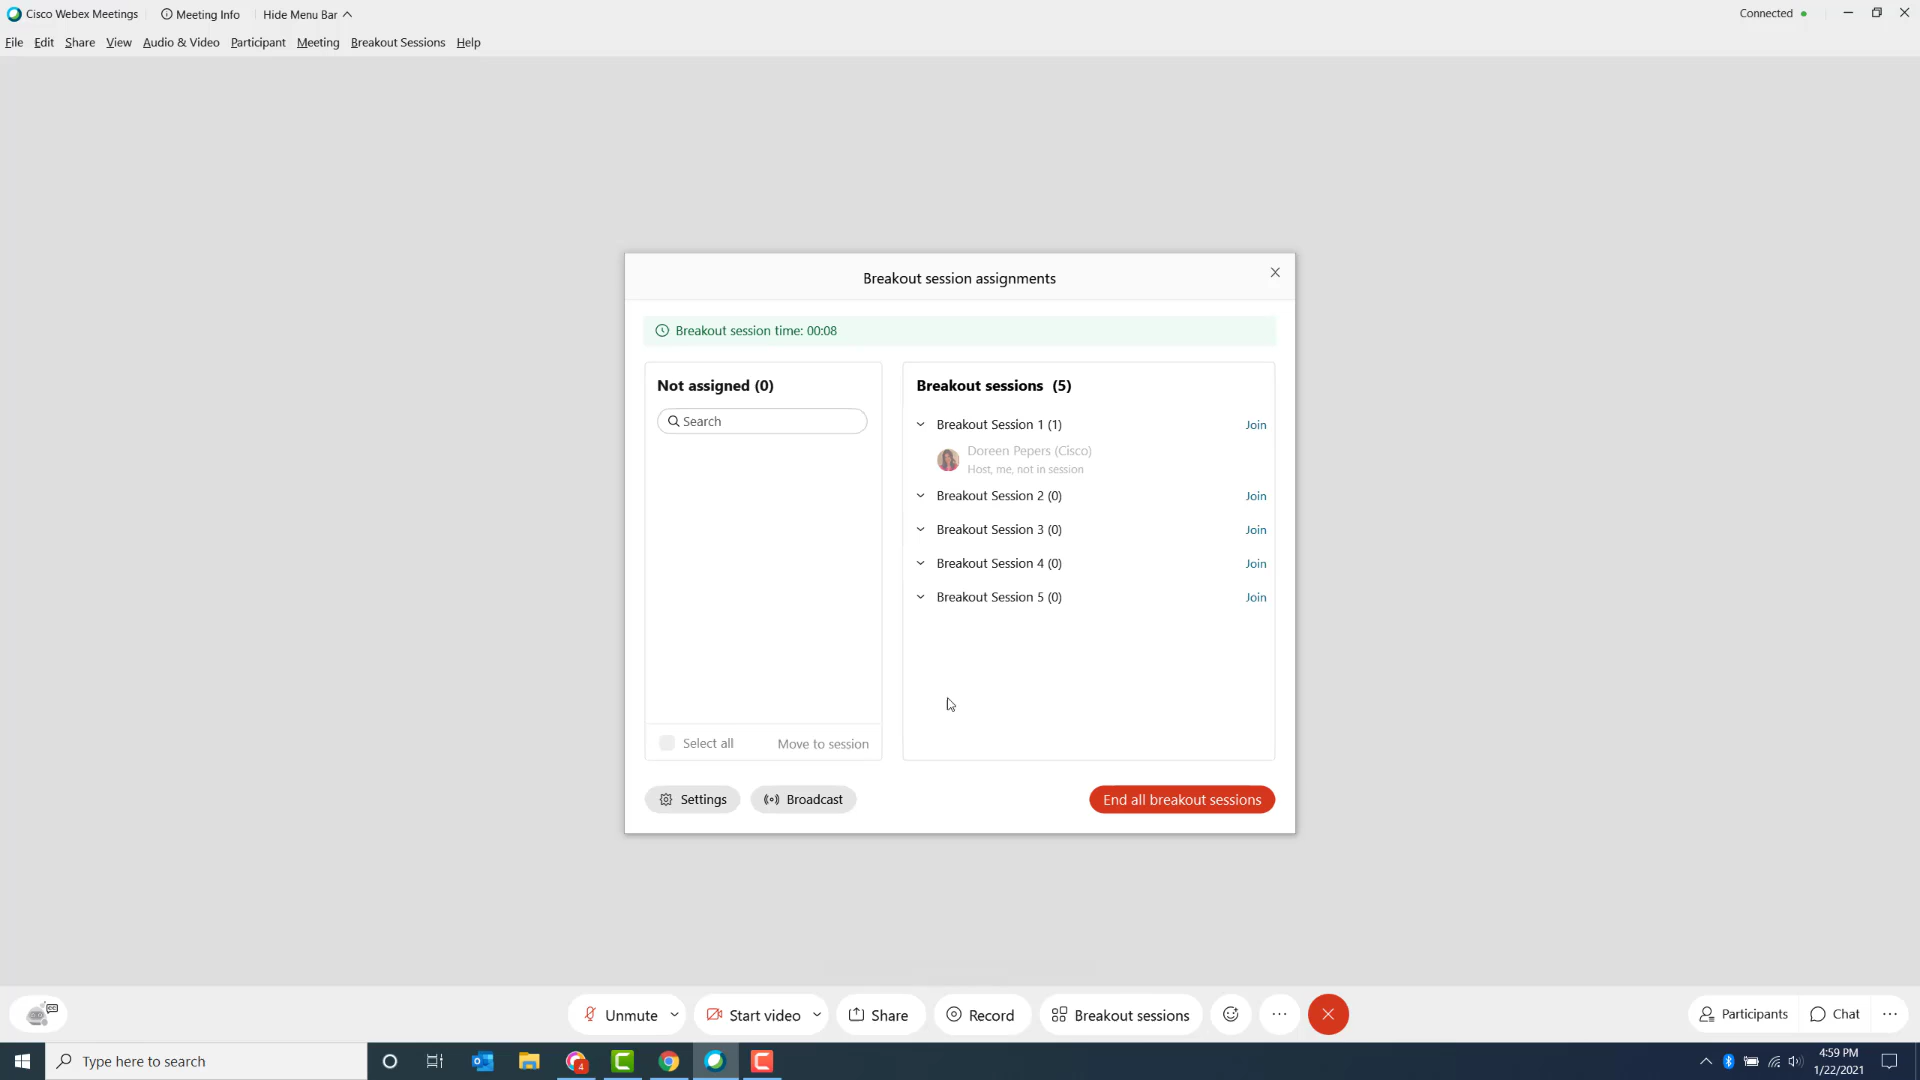 Cisco Webex Meetings
Meeting Info
Hide Menu Bar
Connected
File Edit Share View Audio & Video Participant Meeting Breakout Sessions Help
Breakout session assignments
Breakout session time: 00:08
Not assigned (0)
Search
Select all
Move to session
Breakout sessions (5)
Breakout Session 1 (1) Join
Doreen Pepers (Cisco)
Host, me, not in session
Breakout Session 2 (0) Join
Breakout Session 3 (0) Join
Breakout Session 4 (0) Join
Breakout Session 5 (0) Join
Settings
Broadcast
End all breakout sessions
Unmute
Start video
Share
Record
Breakout sessions
Participants
Chat
Type here to search
4
4:59 PM
1/22/2021